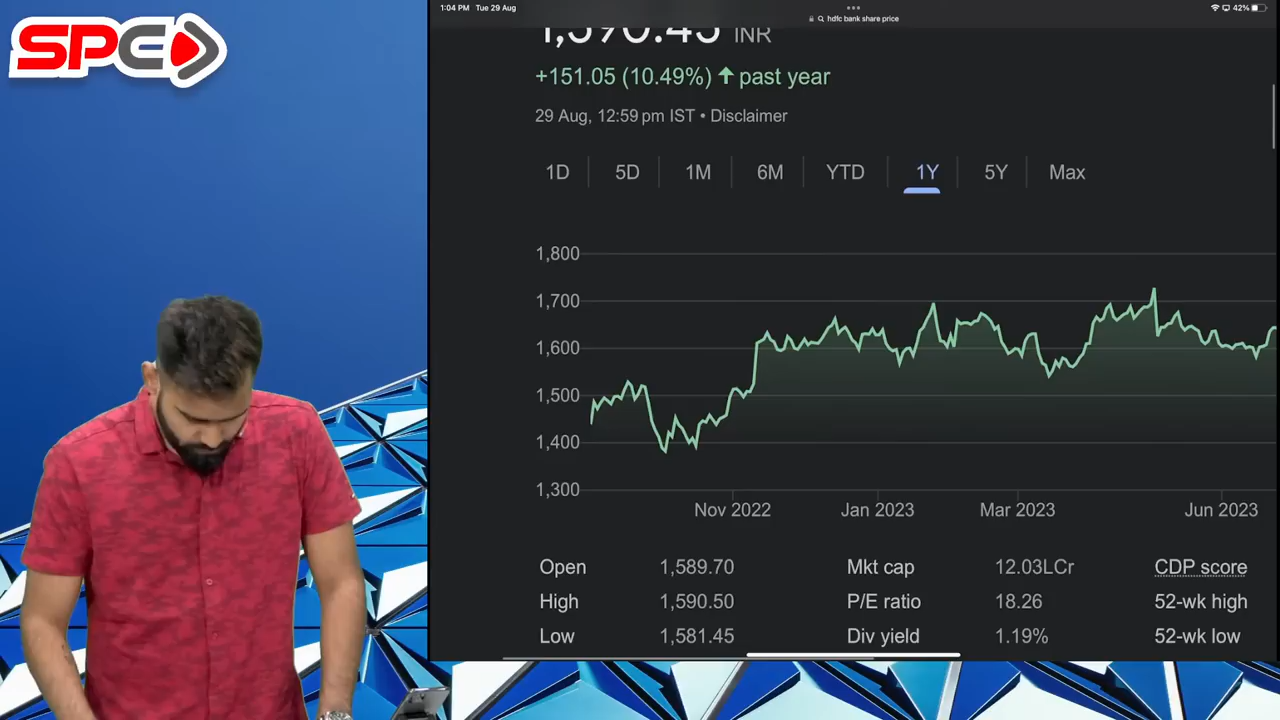 1:04 PM Tue 29 Aug
42%
hdfc bank share price
SPE
1,590.45 INR
+151.05 (10.49%) ↑ past year
29 Aug, 12:59 pm IST • Disclaimer
1D 5D 1M 6M YTD 1Y 5Y Max
1,800
1,700
1,600
1,500
1,400
1,300
Nov 2022 Jan 2023 Mar 2023 Jun 2023
Open 1,589.70 Mkt cap 12.03LCr CDP score
High 1,590.50 P/E ratio 18.26 52-wk high
Low 1,581.45 Div yield 1.19% 52-wk low